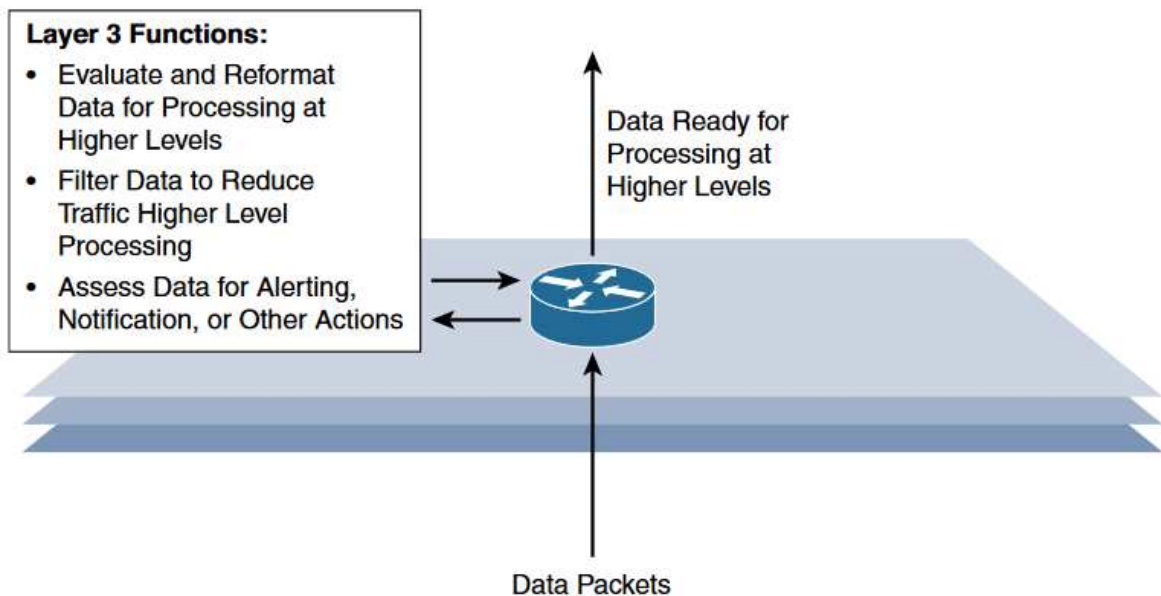 Layer 3 Functions:
• Evaluate and Reformat
Data for Processing at
Higher Levels
• Filter Data to Reduce
Traffic Higher Level
Processing
• Assess Data for Alerting,
Notification, or Other Actions
Data Ready for
Processing at
Higher Levels
Data Packets